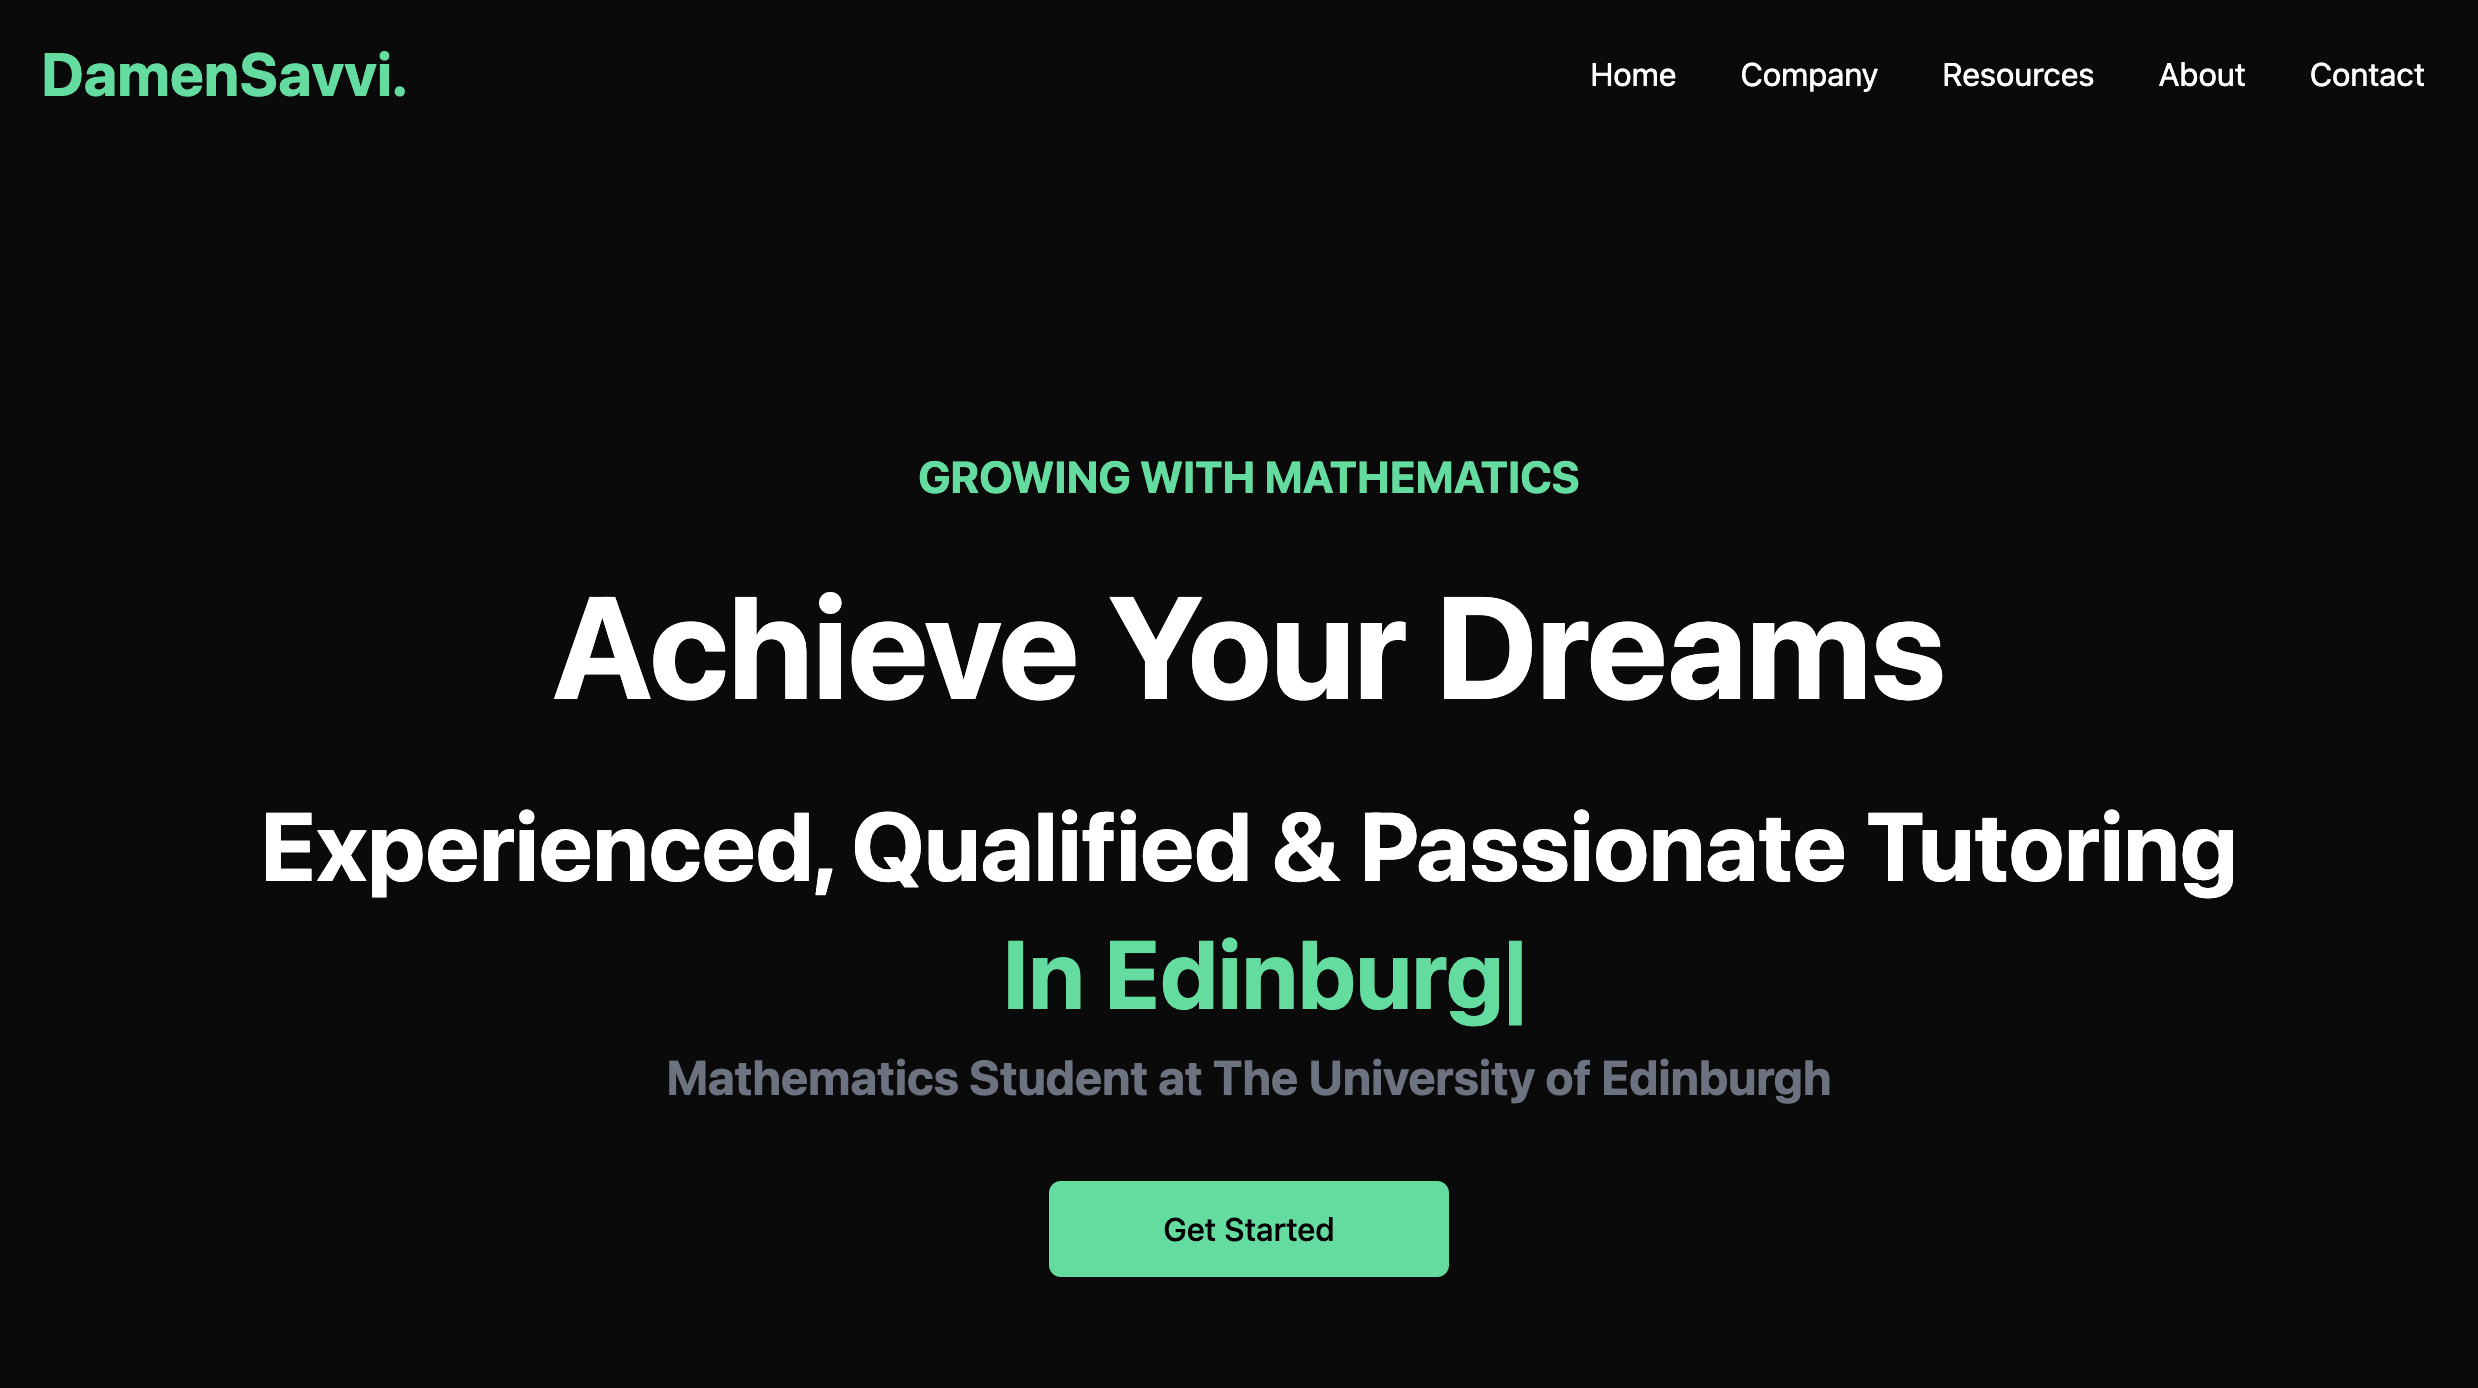 DamenSavvi.
Home Company Resources About Contact
GROWING WITH MATHEMATICS
Achieve Your Dreams
Experienced, Qualified & Passionate Tutoring
In Edinburg|
Mathematics Student at The University of Edinburgh
Get Started